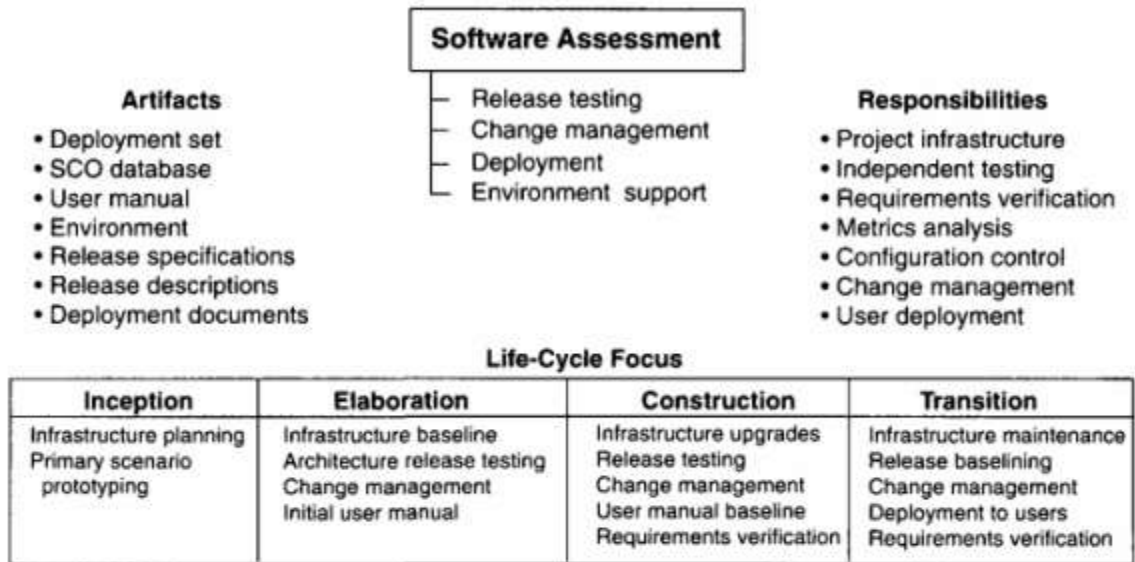 Software Assessment
Release testing
Change management
Deployment
Environment support
Artifacts
• Deployment set
• SCO database
• User manual
• Environment
• Release specifications
• Release descriptions
• Deployment documents
Responsibilities
• Project infrastructure
• Independent testing
• Requirements verification
• Metrics analysis
• Configuration control
• Change management
• User deployment
Life-Cycle Focus
Inception
Infrastructure planning
Primary scenario
prototyping
Elaboration
Infrastructure baseline
Architecture release testing
Change management
Initial user manual
Construction
Infrastructure upgrades
Release testing
Change management
User manual baseline
Requirements verification
Transition
Infrastructure maintenance
Release baselining
Change management
Deployment to users
Requirements verification